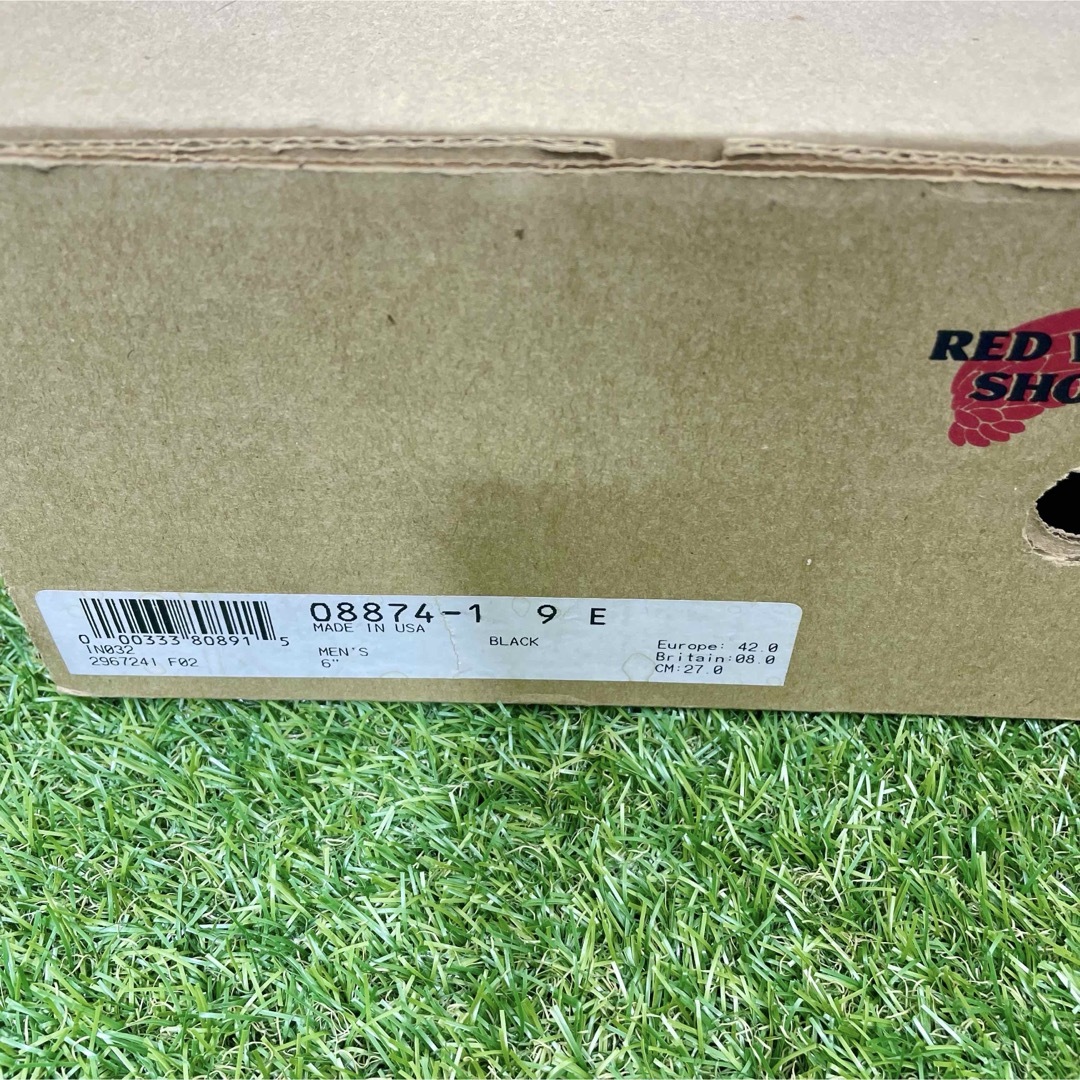 RED
SHO
08874-1 9 E
MADE IN USA
BLACK
0 00333 80891 5
IN032
2967241 F02
MEN'S
6"
Europe: 42.0
Britain:08.0
CM:27.0